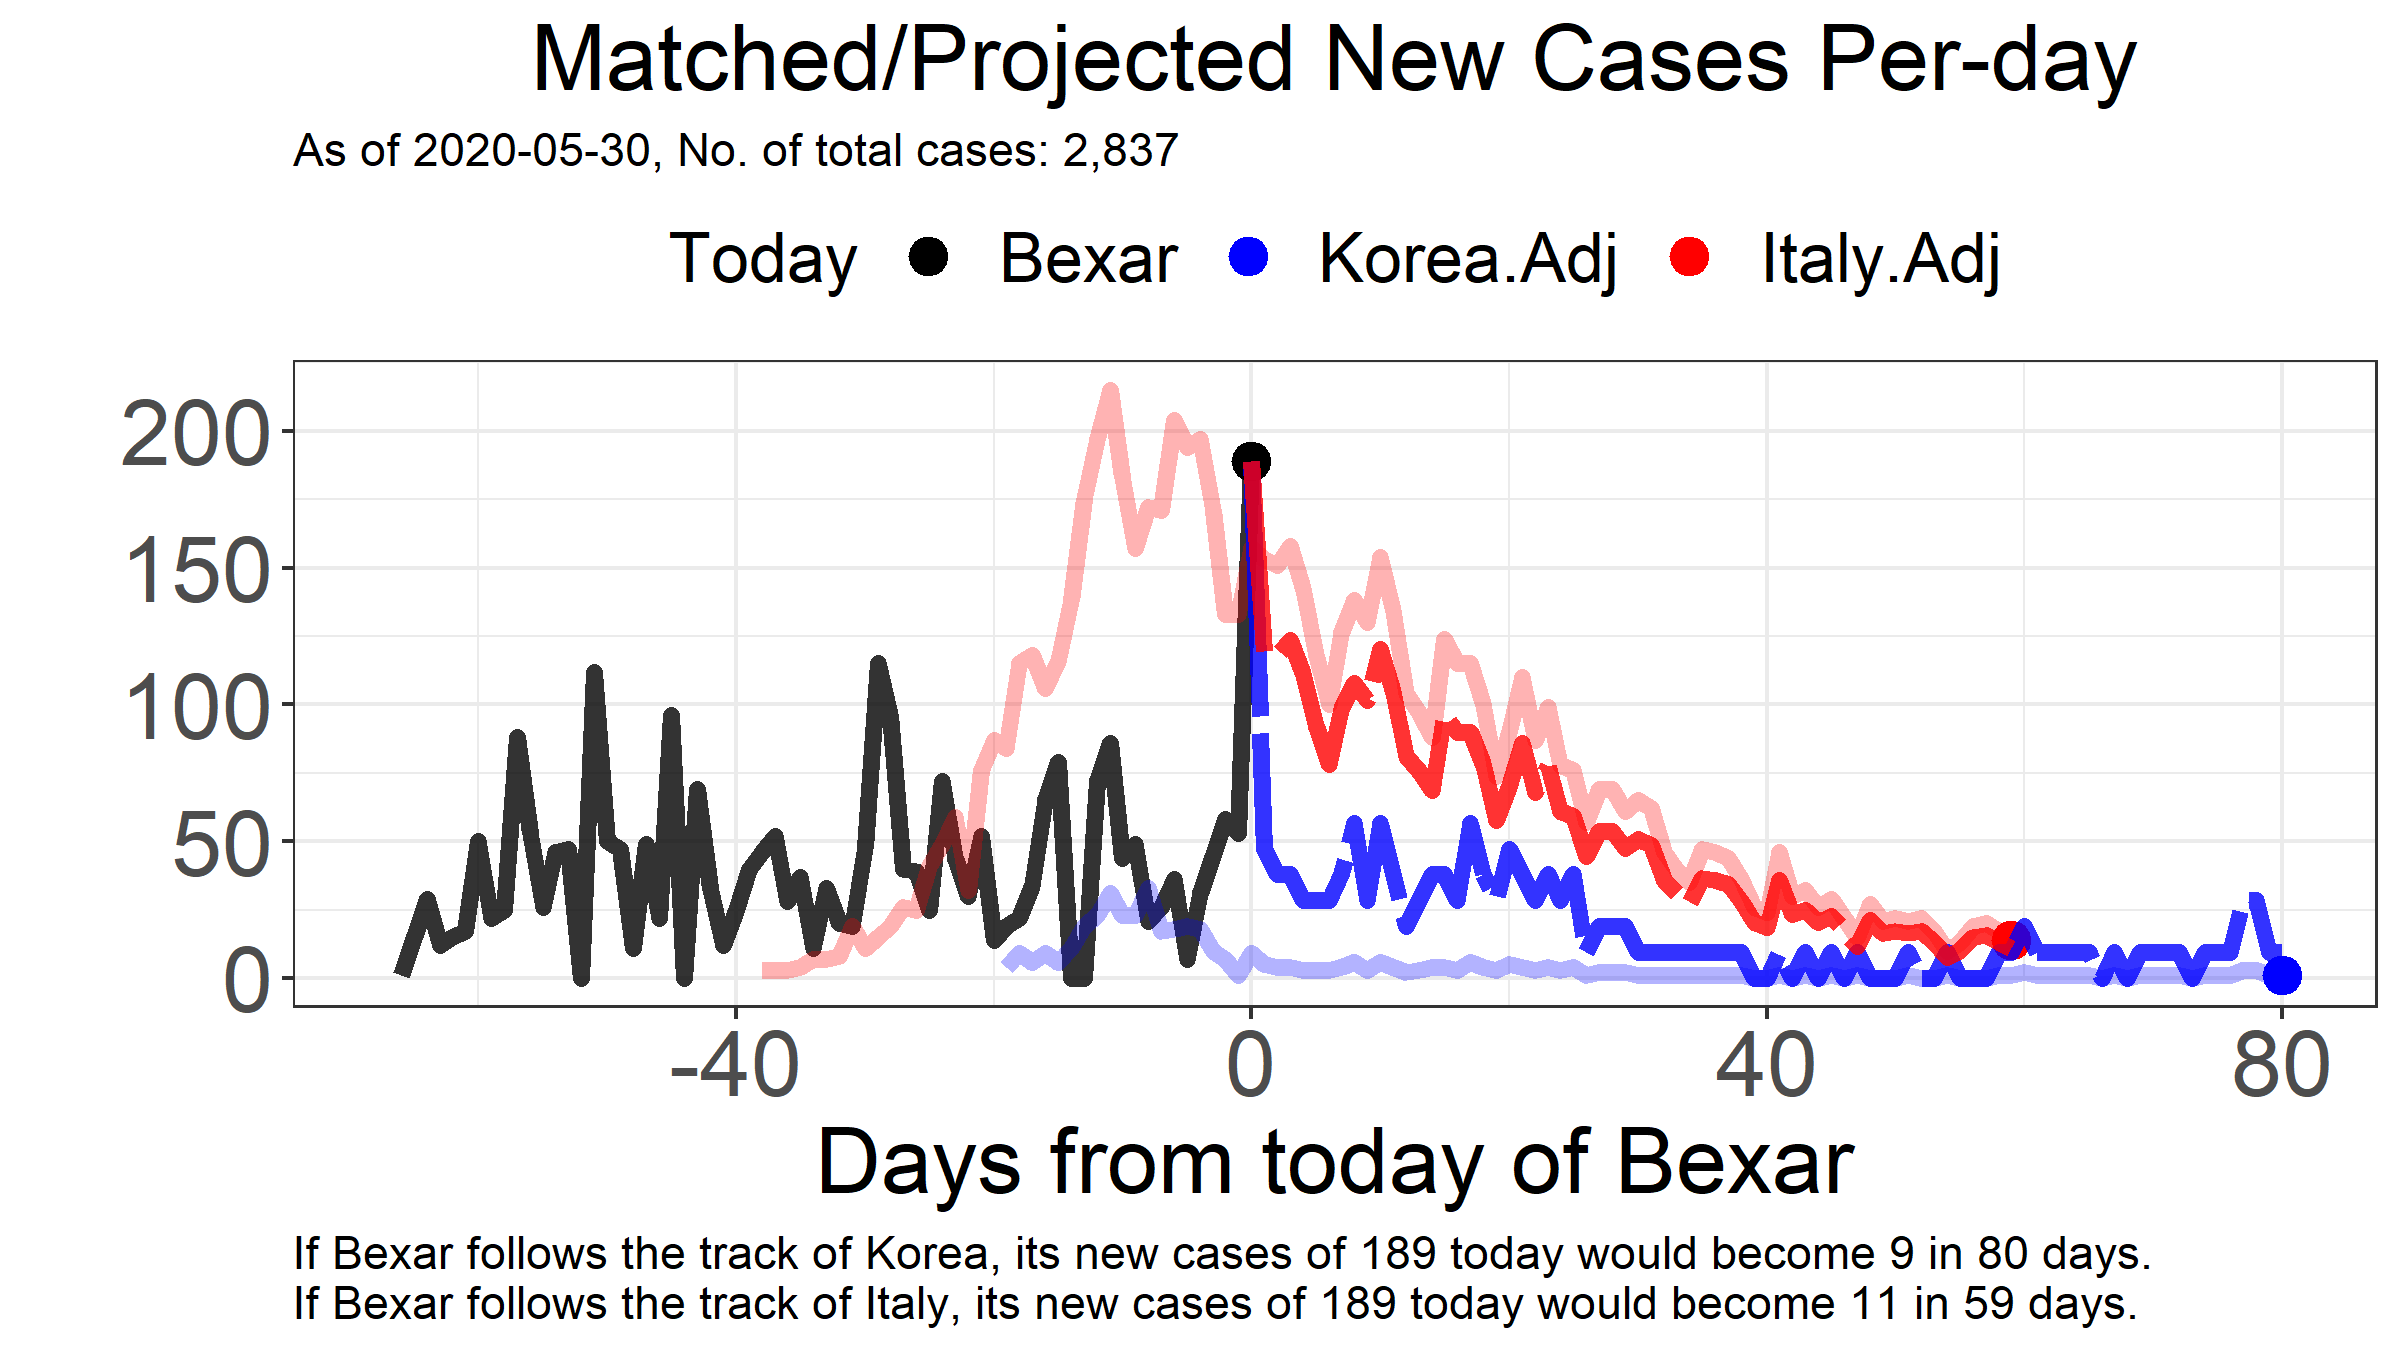 Matched/Projected New Cases Per-day
As of 2020-05-30, No. of total cases: 2,837
Today Bexar Korea.Adj Italy.Adj
200
150
100
50
0
-40 0 40 80
Days from today of Bexar
If Bexar follows the track of Korea, its new cases of 189 today would become 9 in 80 days.
If Bexar follows the track of Italy, its new cases of 189 today would become 11 in 59 days.